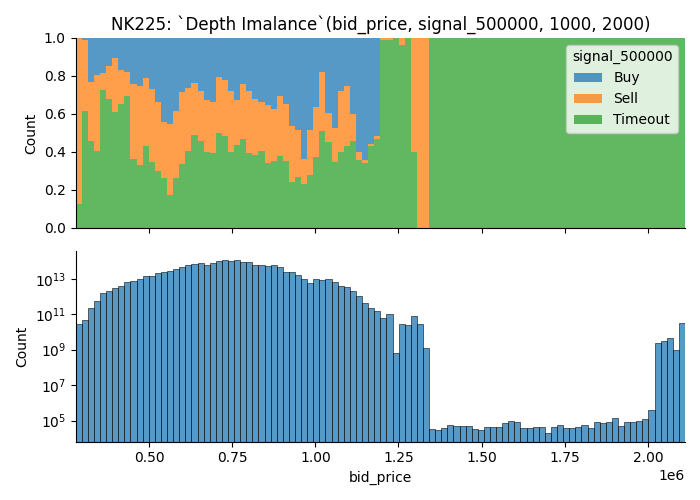 NK225: `Depth Imalance`(bid_price, signal_500000, 1000, 2000)
1.0
0.8
0.6
0.4
0.2
0.0
Count
signal_500000
Buy
Sell
Timeout
10^13
10^11
10^9
10^7
10^5
Count
0.50 0.75 1.00 1.25 1.50 1.75 2.00
1e6
bid_price